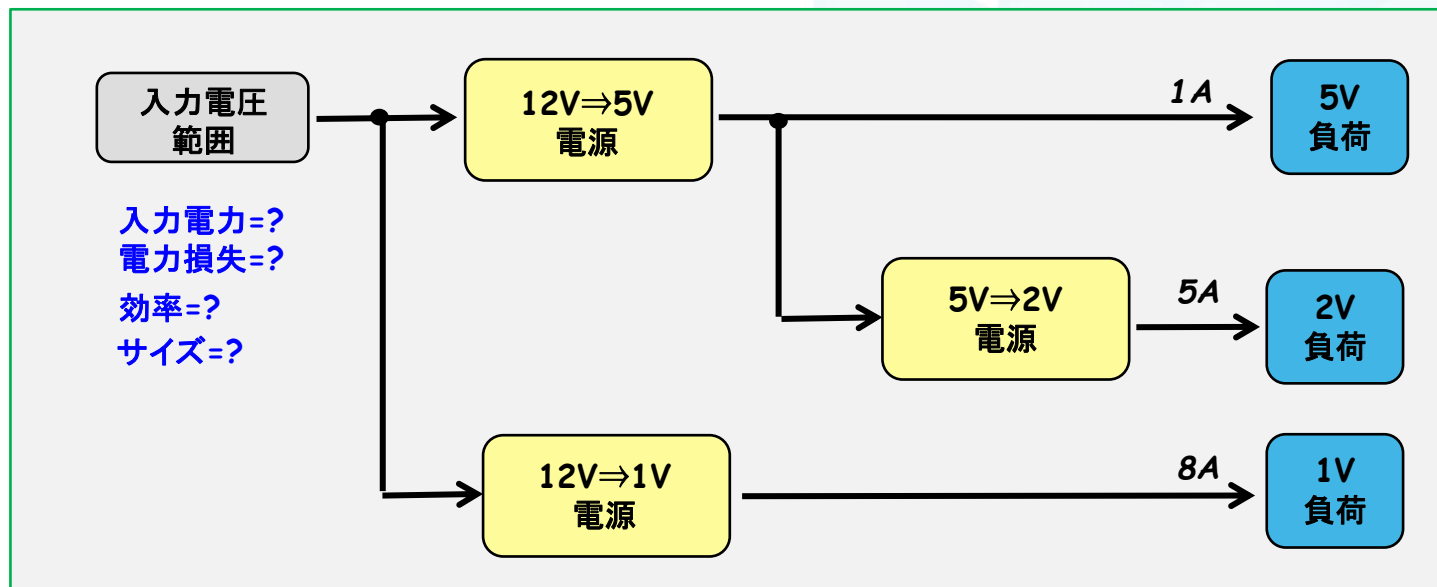 入力電圧
範囲
12V⇒5V
電源
1A
5V
負荷
入力電力=?
電力損失=?
効率=?
サイズ=?
5V⇒2V
電源
5A
2V
負荷
12V⇒1V
電源
8A
1V
負荷